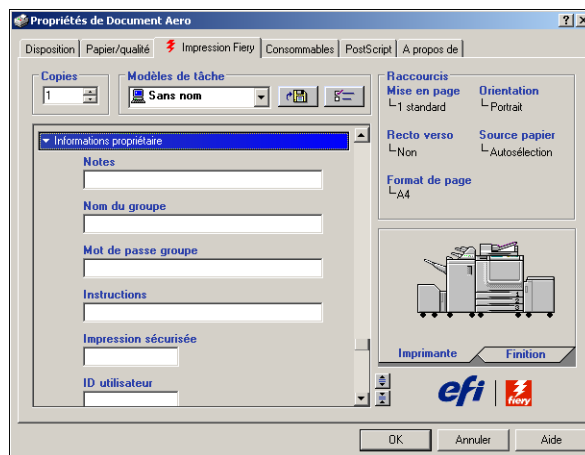 Propriétés de Document Aero
Disposition Papier/qualité Impression Fiery Consommables PostScript A propos de
Copies
1
Modèles de tâche
Sans nom
Informations propriétaire
Notes
Nom du groupe
Mot de passe groupe
Instructions
Impression sécurisée
ID utilisateur
Raccourcis
Mise en page Orientation
1 standard Portrait
Recto verso Source papier
Non Autosélection
Format de page
A4
1
2
3
Imprimante Finition
efi fiery
OK Annuler Aide